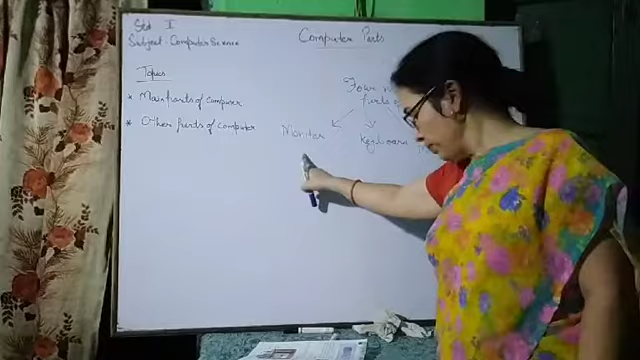 Std I
Subject - Computer Science
Computer Parts
Topics
* Main parts of computer
* Other parts of computer
Four
parts
Monitor
Keyboard